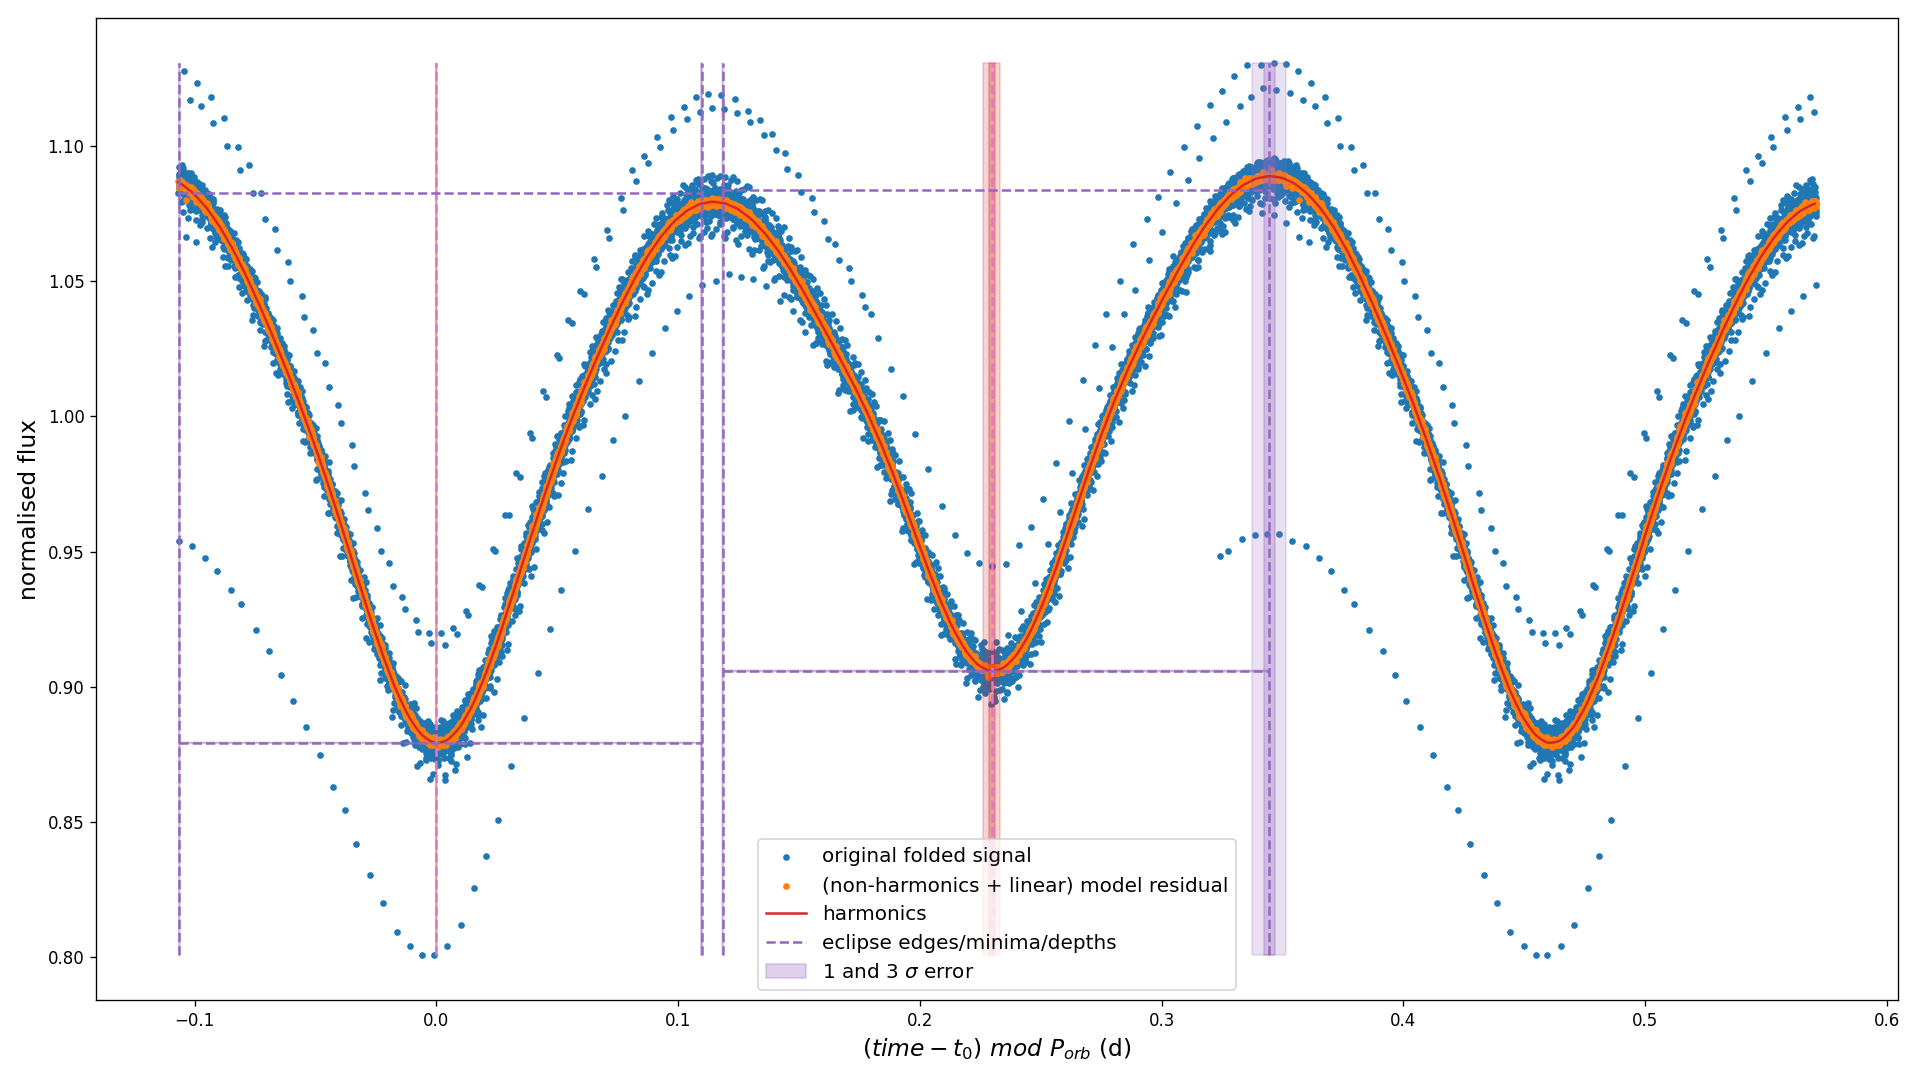 normalised flux
1.10
1.05
1.00
0.95
0.90
0.85
0.80
original folded signal
(non-harmonics + linear) model residual
harmonics
eclipse edges/minima/depths
1 and 3 σ error
−0.1 0.0 0.1 0.2 0.3 0.4 0.5 0.6
(time − t₀) mod P_orb (d)